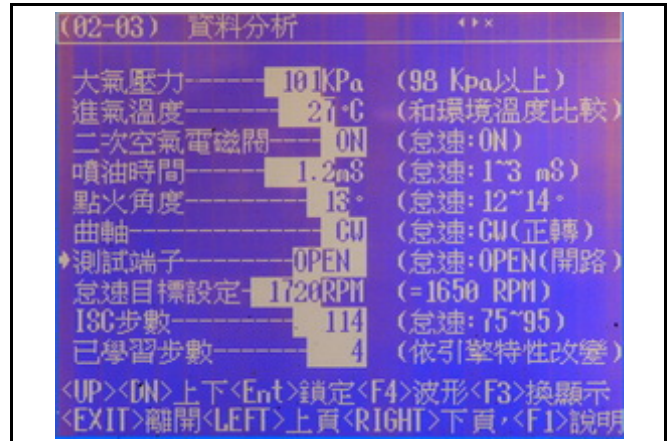 (02-03) 資料分析
大氣壓力------101KPa (98 Kpa以上)
進氣溫度--------27°C (和環境溫度比較)
二次空氣電磁閥----ON (怠速:ON)
噴油時間-------1.2mS (怠速:1~3 mS)
點火角度---------13° (怠速:12~14°
曲軸-------------CW (怠速:CW(正轉)
測試端子-------OPEN (怠速:OPEN(開路)
怠速目標設定-1720RPM (=1650 RPM)
ISC步數---------114 (怠速:75~95)
已學習步數--------4 (依引擎特性改變)
<UP><DN>上下<Ent>鎖定<F4>波形<F3>換顯示
<EXIT>離開<LEFT>上頁<RIGHT>下頁,<F1>說明